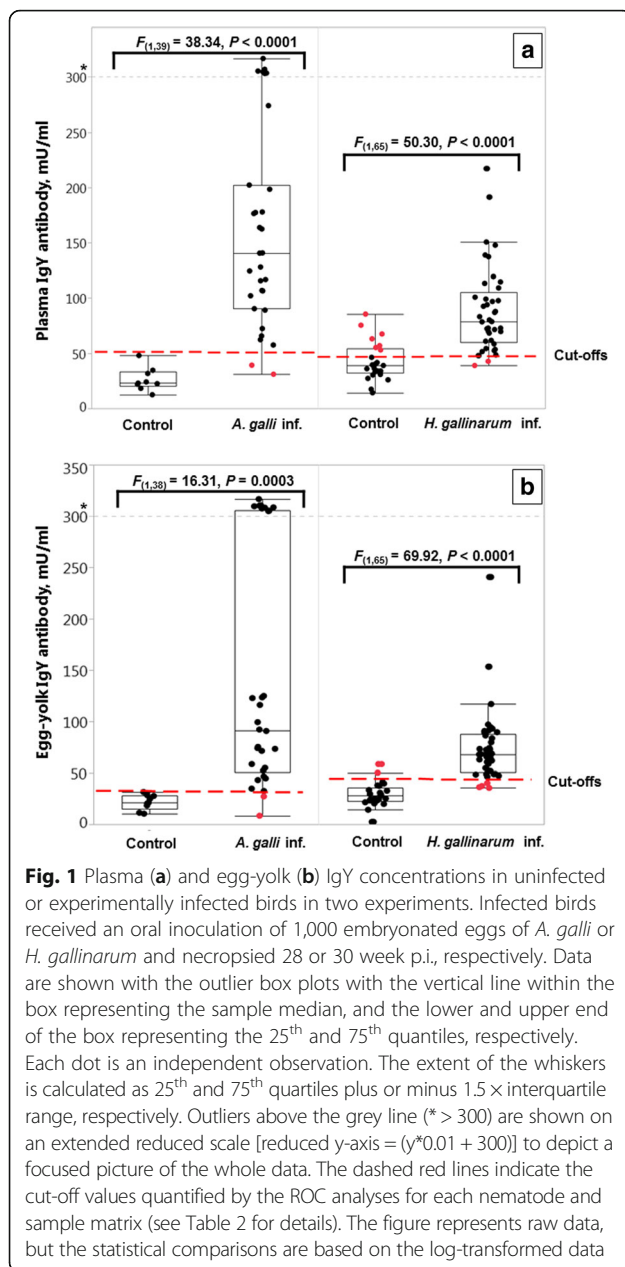 F(1,39) = 38.34, P < 0.0001
a
*
300
F(1,65) = 50.30, P < 0.0001
250
200
150
100
50
0
Plasma IgY antibody, mU/ml
Cut-offs
Control A. galli inf. Control H. gallinarum inf.
350
F(1,38) = 16.31, P = 0.0003
b
*
300
F(1,65) = 69.92, P < 0.0001
250
200
150
100
50
0
Egg-yolk IgY antibody, mU/ml
Cut-offs
Control A. galli inf. Control H. gallinarum inf.
Fig. 1 Plasma (a) and egg-yolk (b) IgY concentrations in uninfected
or experimentally infected birds in two experiments. Infected birds
received an oral inoculation of 1,000 embryonated eggs of A. galli or
H. gallinarum and necropsied 28 or 30 week p.i., respectively. Data
are shown with the outlier box plots with the vertical line within the
box representing the sample median, and the lower and upper end
of the box representing the 25th and 75th quantiles, respectively.
Each dot is an independent observation. The extent of the whiskers
is calculated as 25th and 75th quartiles plus or minus 1.5 × interquartile
range, respectively. Outliers above the grey line (* > 300) are shown on
an extended reduced scale [reduced y-axis = (y*0.01 + 300)] to depict a
focused picture of the whole data. The dashed red lines indicate the
cut-off values quantified by the ROC analyses for each nematode and
sample matrix (see Table 2 for details). The figure represents raw data,
but the statistical comparisons are based on the log-transformed data